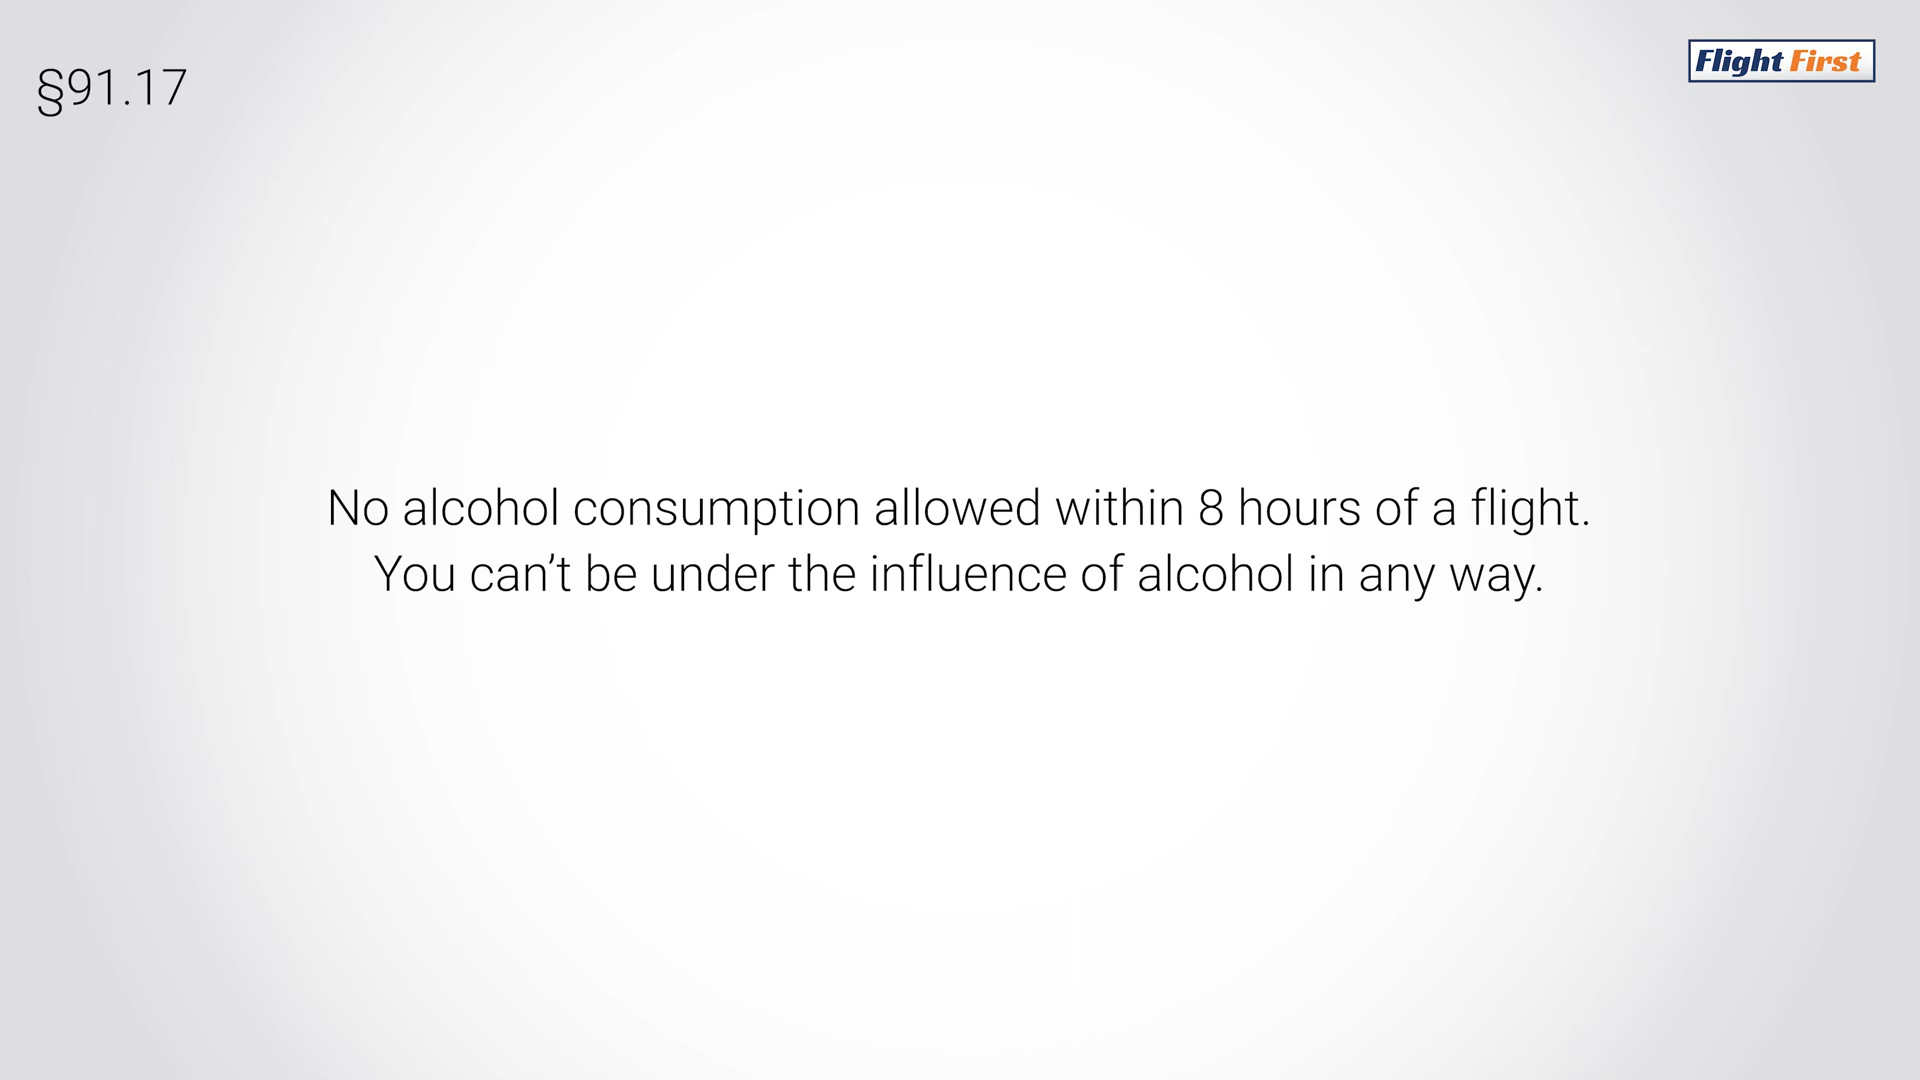 §91.17
Flight First
No alcohol consumption allowed within 8 hours of a flight.
You can’t be under the influence of alcohol in any way.